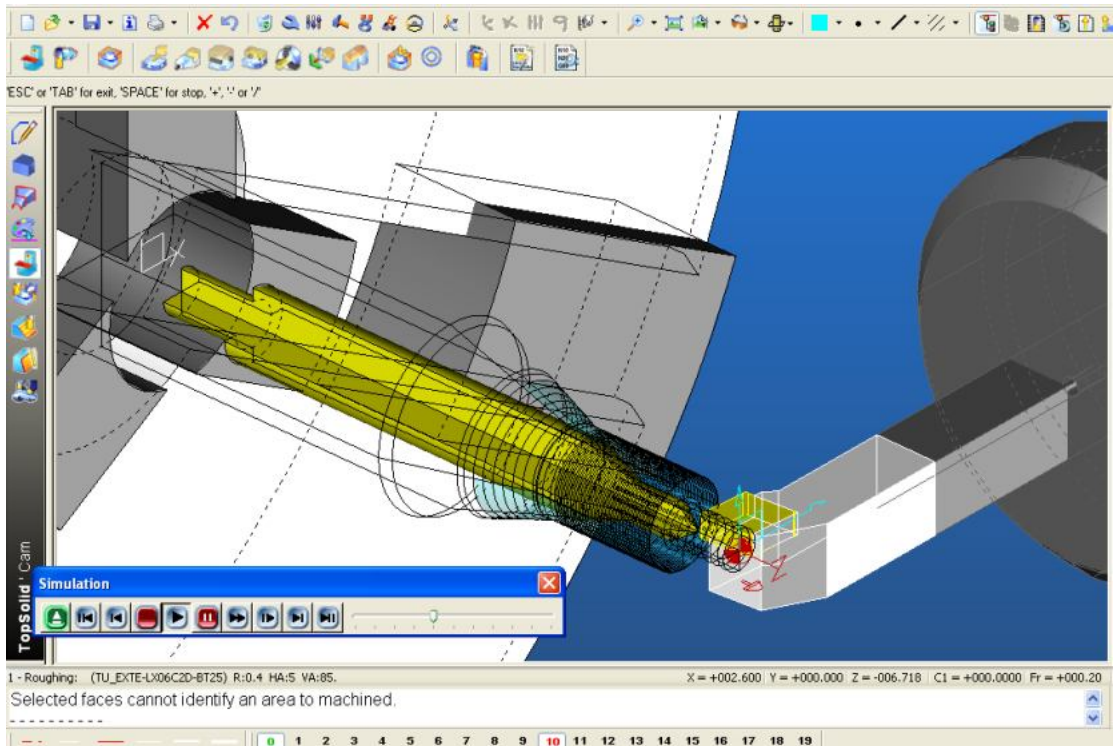 'ESC' or 'TAB' for exit, 'SPACE' for stop, '+', '-' or '/'
X
TopSolid'Cam
Simulation
1 - Roughing: (TU_EXTE-LX06C2D-BT25) R:0.4 HA:5 VA:85.
X = +002.600 Y = +000.000 Z = -006.718 C1 = +000.0000 Fr = +000.20
Selected faces cannot identify an area to machined.
- - - - - - - - - -
0 1 2 3 4 5 6 7 8 9 10 11 12 13 14 15 16 17 18 19